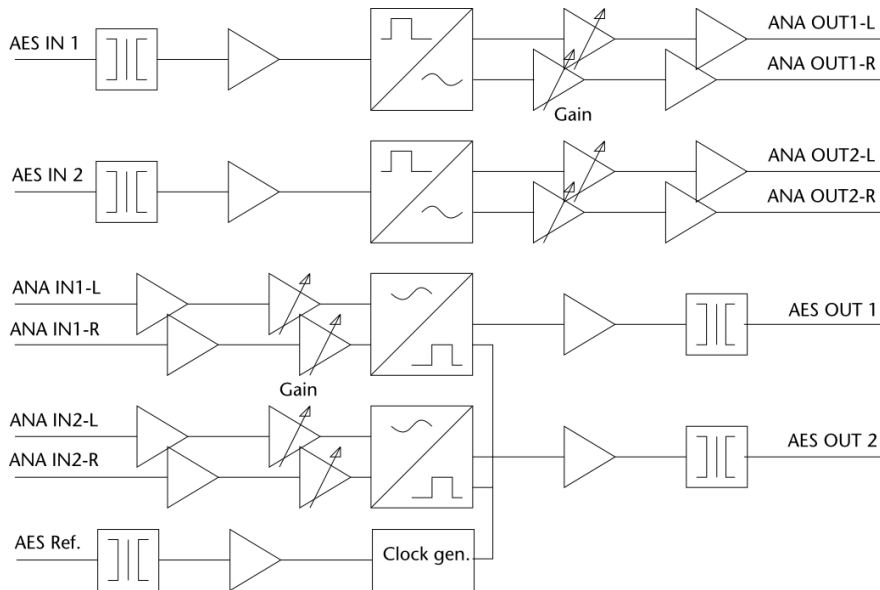 AES IN 1
ANA OUT1-L
ANA OUT1-R
Gain
AES IN 2
ANA OUT2-L
ANA OUT2-R
ANA IN1-L
ANA IN1-R
AES OUT 1
Gain
ANA IN2-L
ANA IN2-R
AES OUT 2
AES Ref.
Clock gen.